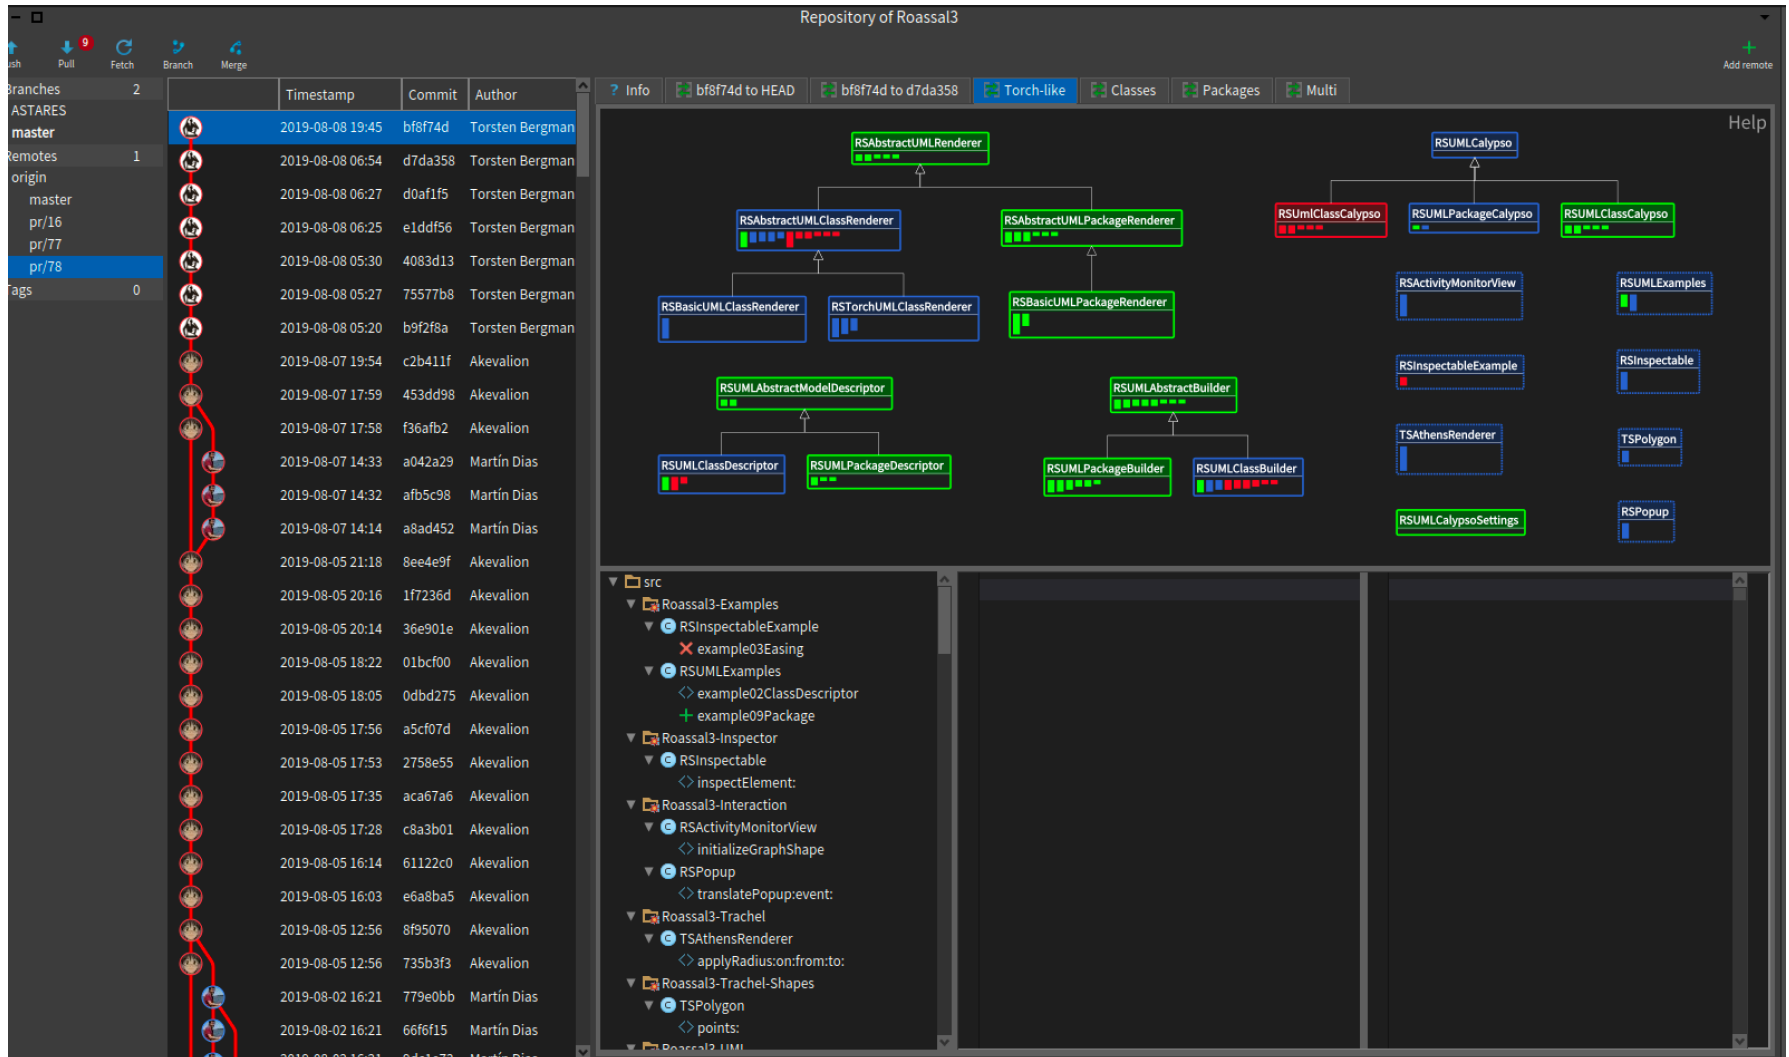 Repository of Roassal3
ush
Pull
9
Fetch
Branch
Merge
Add remote
Branches 2
ASTARES
master
Remotes 1
origin
master
pr/16
pr/77
pr/78
Tags 0
Timestamp Commit Author
2019-08-08 19:45 bf8f74d Torsten Bergman
2019-08-08 06:54 d7da358 Torsten Bergman
2019-08-08 06:27 d0af1f5 Torsten Bergman
2019-08-08 06:25 e1ddf56 Torsten Bergman
2019-08-08 05:30 4083d13 Torsten Bergman
2019-08-08 05:27 75577b8 Torsten Bergman
2019-08-08 05:20 b9f2f8a Torsten Bergman
2019-08-07 19:54 c2b411f Akevalion
2019-08-07 17:59 453dd98 Akevalion
2019-08-07 17:58 f36afb2 Akevalion
2019-08-07 14:33 a042a29 Martín Dias
2019-08-07 14:32 afb5c98 Martín Dias
2019-08-07 14:14 a8ad452 Martín Dias
2019-08-05 21:18 8ee4e9f Akevalion
2019-08-05 20:16 1f7236d Akevalion
2019-08-05 20:14 36e901e Akevalion
2019-08-05 18:22 01bcf00 Akevalion
2019-08-05 18:05 0dbd275 Akevalion
2019-08-05 17:56 a5cf07d Akevalion
2019-08-05 17:53 2758e55 Akevalion
2019-08-05 17:35 aca67a6 Akevalion
2019-08-05 17:28 c8a3b01 Akevalion
2019-08-05 16:14 61122c0 Akevalion
2019-08-05 16:03 e6a8ba5 Akevalion
2019-08-05 12:56 8f95070 Akevalion
2019-08-05 12:56 735b3f3 Akevalion
2019-08-02 16:21 779e0bb Martín Dias
2019-08-02 16:21 66f6f15 Martín Dias
? Info
bf8f74d to HEAD
bf8f74d to d7da358
Torch-like
Classes
Packages
Multi
Help
RSAbstractUMLRenderer
RSAbstractUMLClassRenderer
RSAbstractUMLPackageRenderer
RSBasicUMLClassRenderer
RSTorchUMLClassRenderer
RSBasicUMLPackageRenderer
RSUMLCalypso
RSUmlClassCalypso
RSUMLPackageCalypso
RSUMLClassCalypso
RSActivityMonitorView
RSUMLExamples
RSInspectableExample
RSInspectable
TSAthensRenderer
TSPolygon
RSUMLCalypsoSettings
RSPopup
RSUMLAbstractModelDescriptor
RSUMLClassDescriptor
RSUMLPackageDescriptor
RSUMLAbstractBuilder
RSUMLPackageBuilder
RSUMLClassBuilder
src
Roassal3-Examples
RSInspectableExample
example03Easing
RSUMLExamples
example02ClassDescriptor
example09Package
Roassal3-Inspector
RSInspectable
inspectElement:
Roassal3-Interaction
RSActivityMonitorView
initializeGraphShape
RSPopup
translatePopup:event:
Roassal3-Trachel
TSAthensRenderer
applyRadius:on:from:to:
Roassal3-Trachel-Shapes
TSPolygon
points:
Roassal3-UML